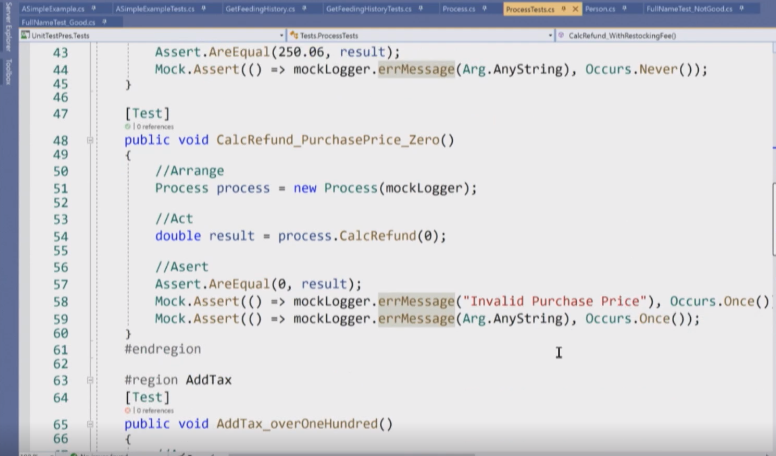 ASimpleExample.cs ASimpleExampleTests.cs GetFeedingHistory.cs GetFeedingHistoryTests.cs Process.cs ProcessTests.cs Person.cs FullNameTest_NotGood.cs
FullNameTest_Good.cs
Server Explorer Toolbox
UnitTestPres.Tests Tests.ProcessTests CalcRefund_WithRestockingFee()
43 Assert.AreEqual(250.06, result);
44 Mock.Assert(() => mockLogger.errMessage(Arg.AnyString), Occurs.Never());
45 }
46
47 [Test]
0 references
48 public void CalcRefund_PurchasePrice_Zero()
49 {
50 //Arrange
51 Process process = new Process(mockLogger);
52
53 //Act
54 double result = process.CalcRefund(0);
55
56 //Asert
57 Assert.AreEqual(0, result);
58 Mock.Assert(() => mockLogger.errMessage("Invalid Purchase Price"), Occurs.Once()
59 Mock.Assert(() => mockLogger.errMessage(Arg.AnyString), Occurs.Once());
60 }
61 #endregion
62
63 #region AddTax
64 [Test]
0 references
65 public void AddTax_overOneHundred()
66 {